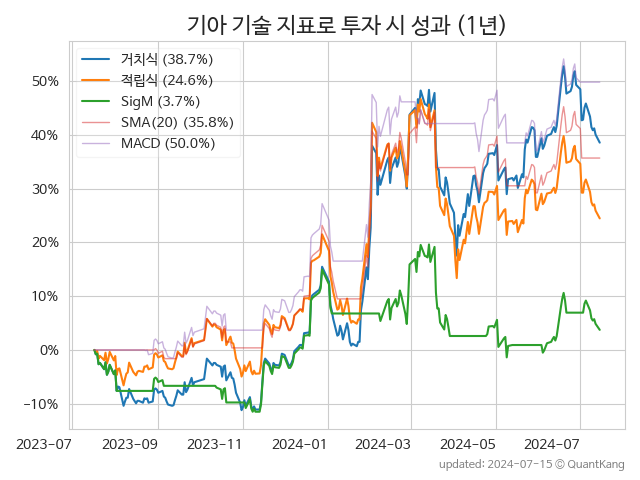 기아 기술 지표로 투자 시 성과 (1년)
거치식 (38.7%)
적립식 (24.6%)
SigM (3.7%)
SMA(20) (35.8%)
MACD (50.0%)
50%
40%
30%
20%
10%
0%
−10%
2023-07 2023-09 2023-11 2024-01 2024-03 2024-05 2024-07
updated: 2024-07-15 © QuantKang